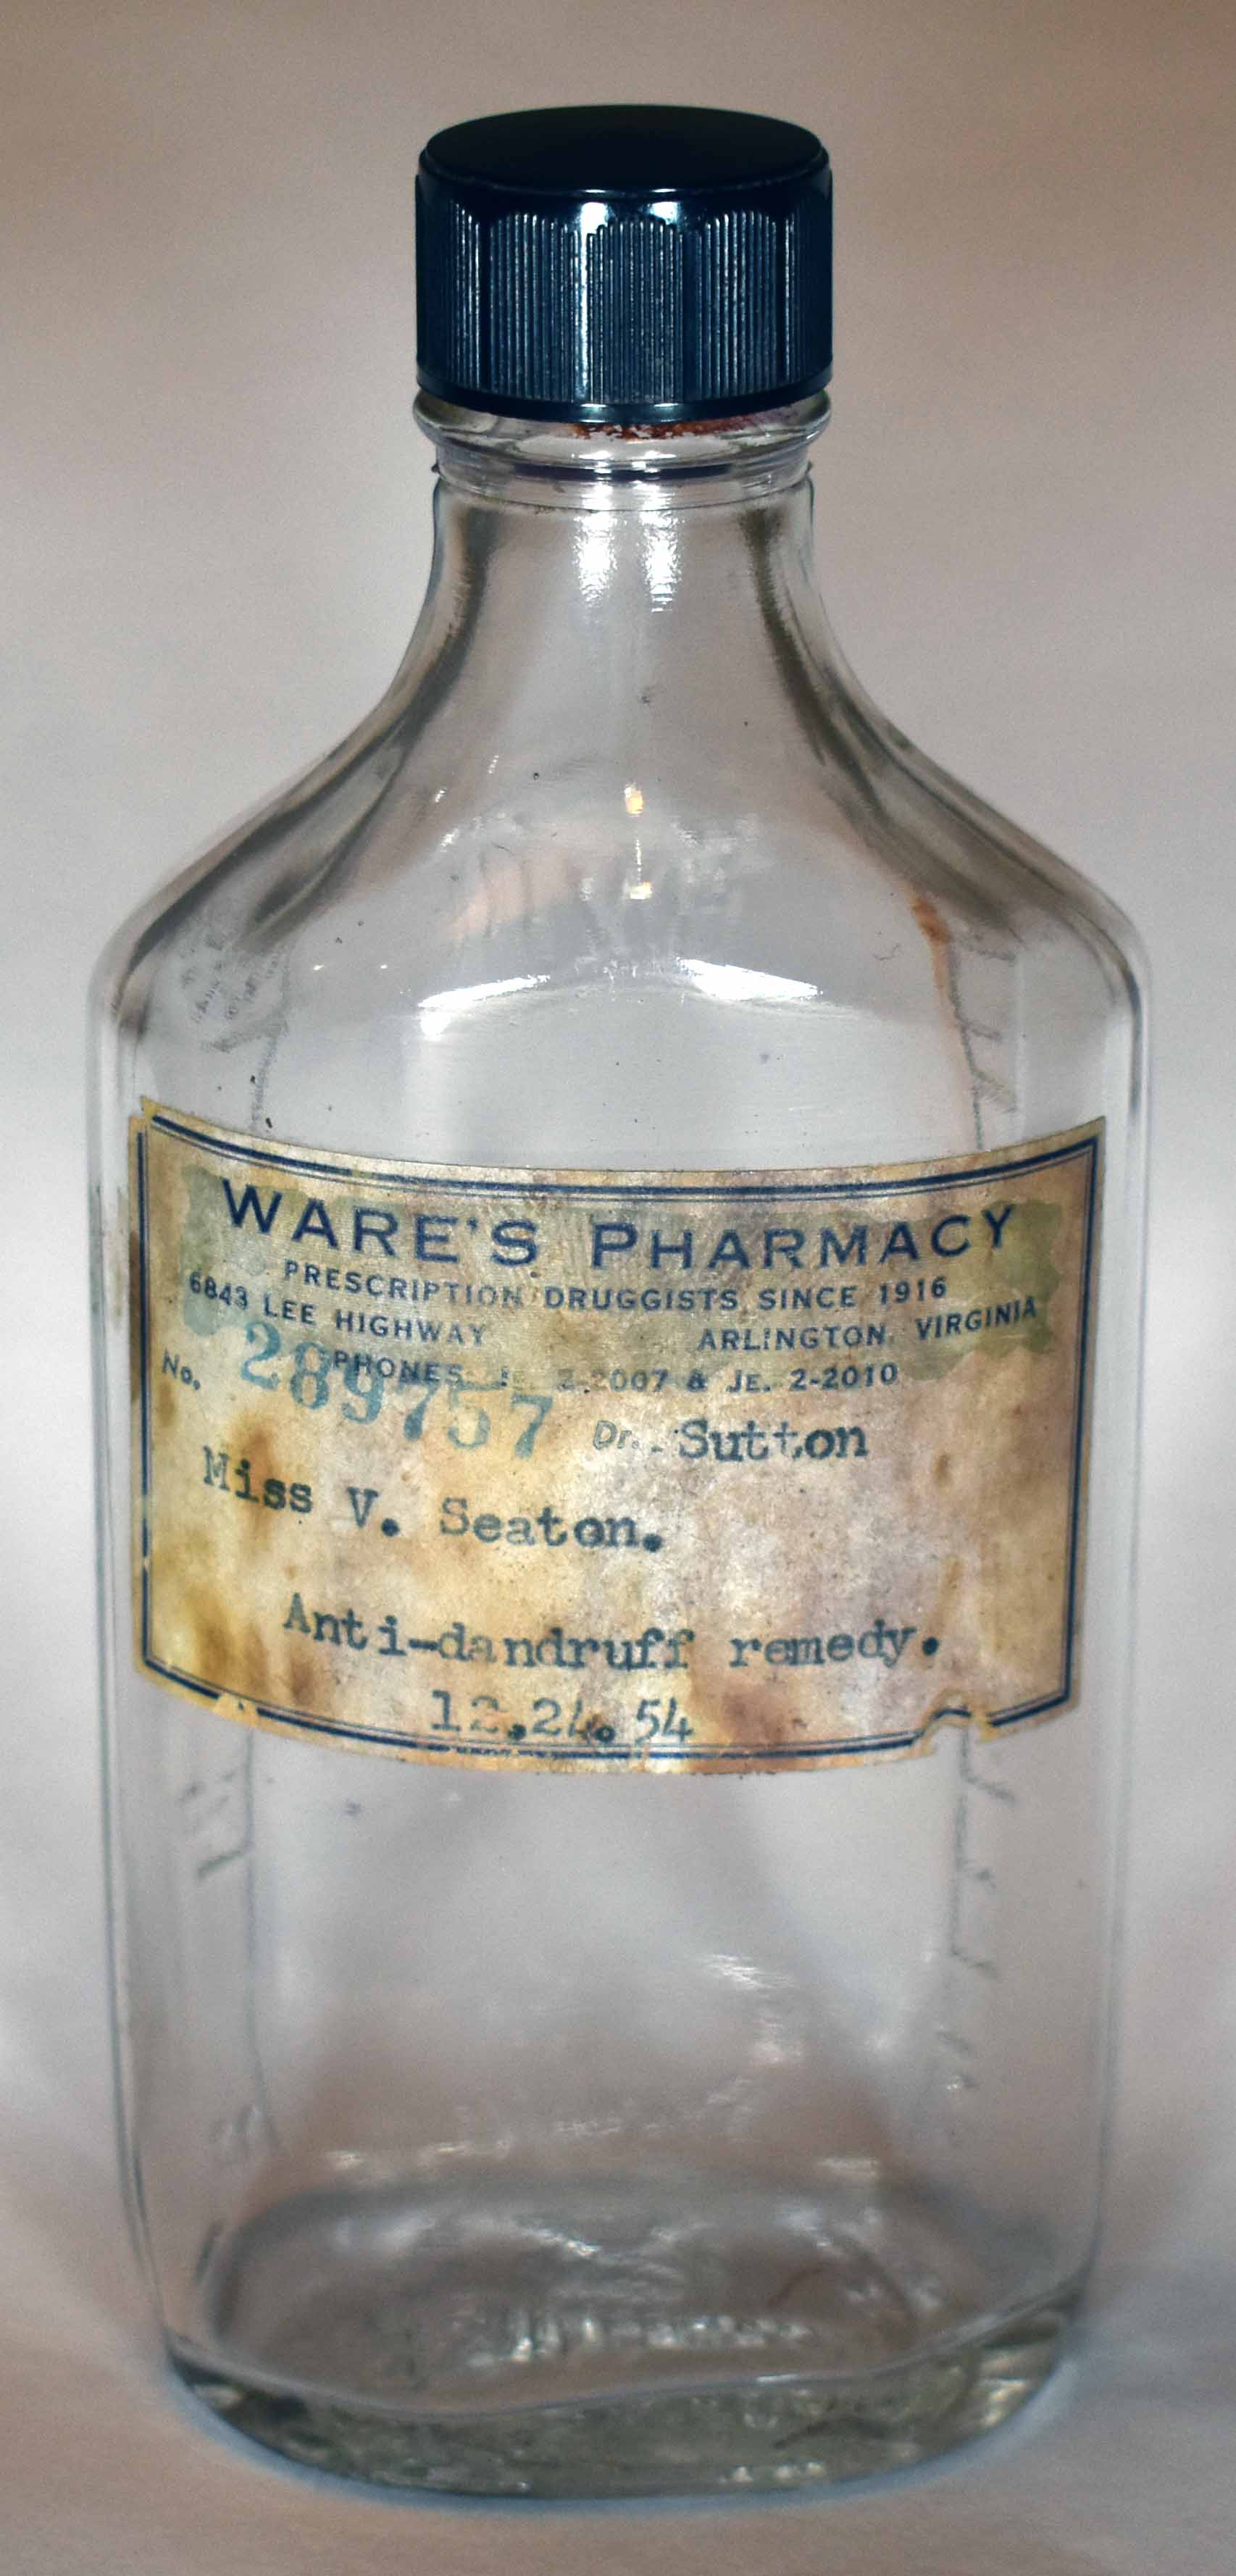 WARE'S PHARMACY
PRESCRIPTION DRUGGISTS SINCE 1916
6843 LEE HIGHWAY ARLINGTON, VIRGINIA
PHONES JE. 2-2007 & JE. 2-2010
No. 289757 Dr. Sutton
Miss V. Seaton.
Anti-dandruff remedy.
12.24.54